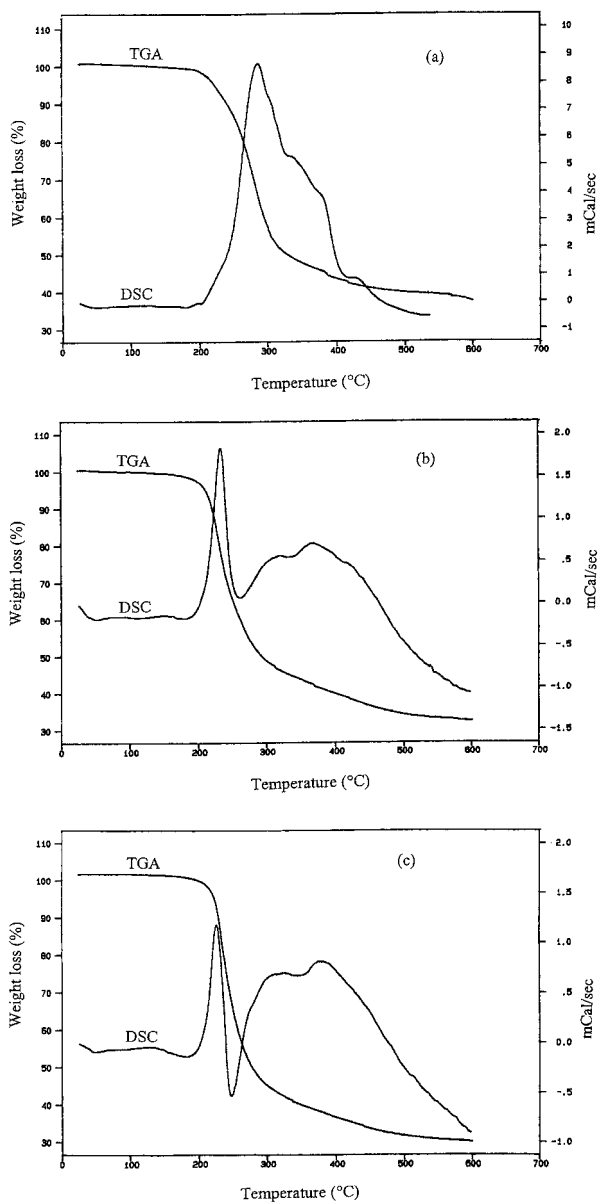 110
100
90
80
70
60
50
40
30
Weight loss (%)
TGA
DSC
(a)
10
9
8
7
6
5
4
3
2
1
0
-1
mCal/sec
0 100 200 300 400 500 600 700
Temperature (°C)
110
100
90
80
70
60
50
40
30
Weight loss (%)
TGA
DSC
(b)
2.0
1.5
1.0
0.5
0.0
-.5
-1.0
-1.5
mCal/sec
0 100 200 300 400 500 600 700
Temperature (°C)
110
100
90
80
70
60
50
40
30
Weight loss (%)
TGA
DSC
(c)
2.0
1.5
1.0
.5
0.0
-.5
-1.0
mCal/sec
0 100 200 300 400 500 600 700
Temperature (°C)